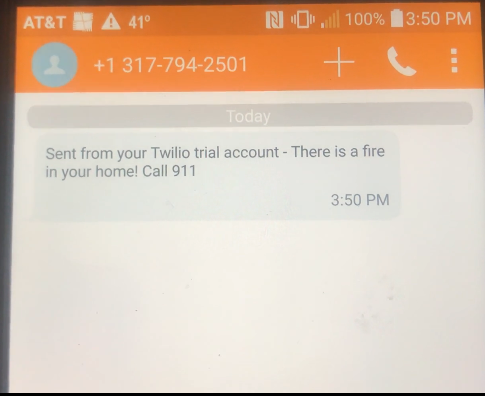 AT&T 41° 100% 3:50 PM
+1 317-794-2501
Today
Sent from your Twilio trial account - There is a fire
in your home! Call 911
3:50 PM